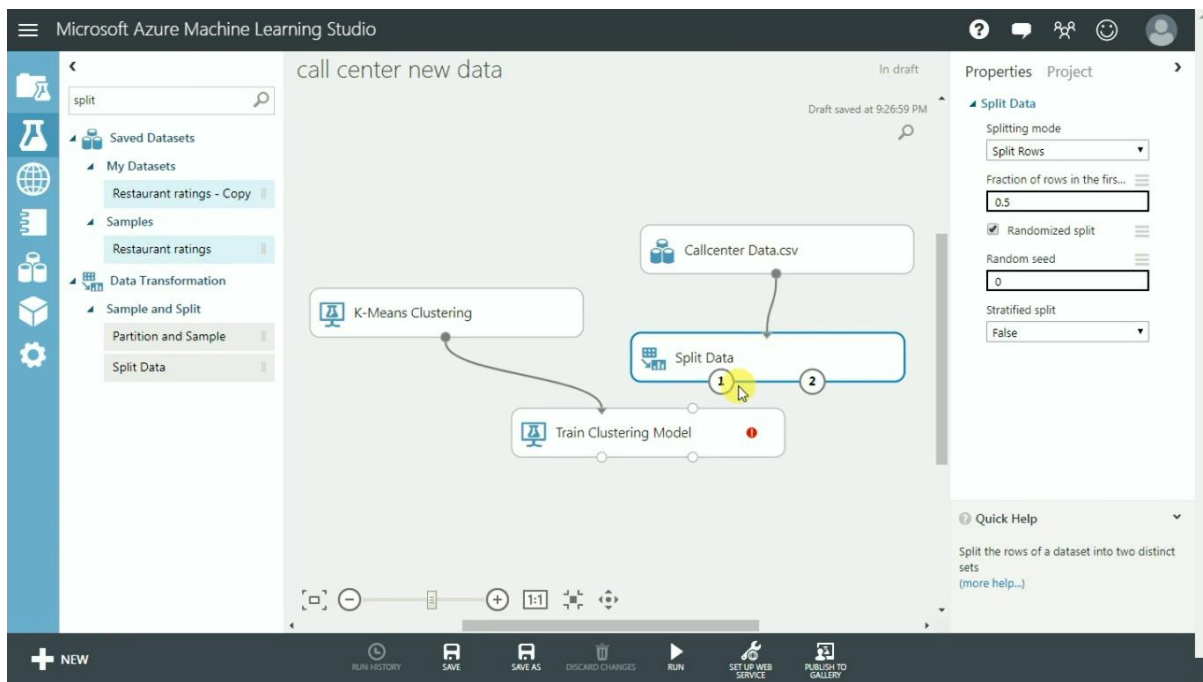 Microsoft Azure Machine Learning Studio
split
Saved Datasets
My Datasets
Restaurant ratings - Copy
Samples
Restaurant ratings
Data Transformation
Sample and Split
Partition and Sample
Split Data
call center new data
In draft
Draft saved at 9:26:59 PM
Callcenter Data.csv
K-Means Clustering
Split Data
1
2
Train Clustering Model
1:1
Properties Project
Split Data
Splitting mode
Split Rows
Fraction of rows in the firs...
0.5
Randomized split
Random seed
0
Stratified split
False
Quick Help
Split the rows of a dataset into two distinct
sets
(more help...)
NEW
RUN HISTORY
SAVE
SAVE AS
DISCARD CHANGES
RUN
SET UP WEB
SERVICE
PUBLISH TO
GALLERY